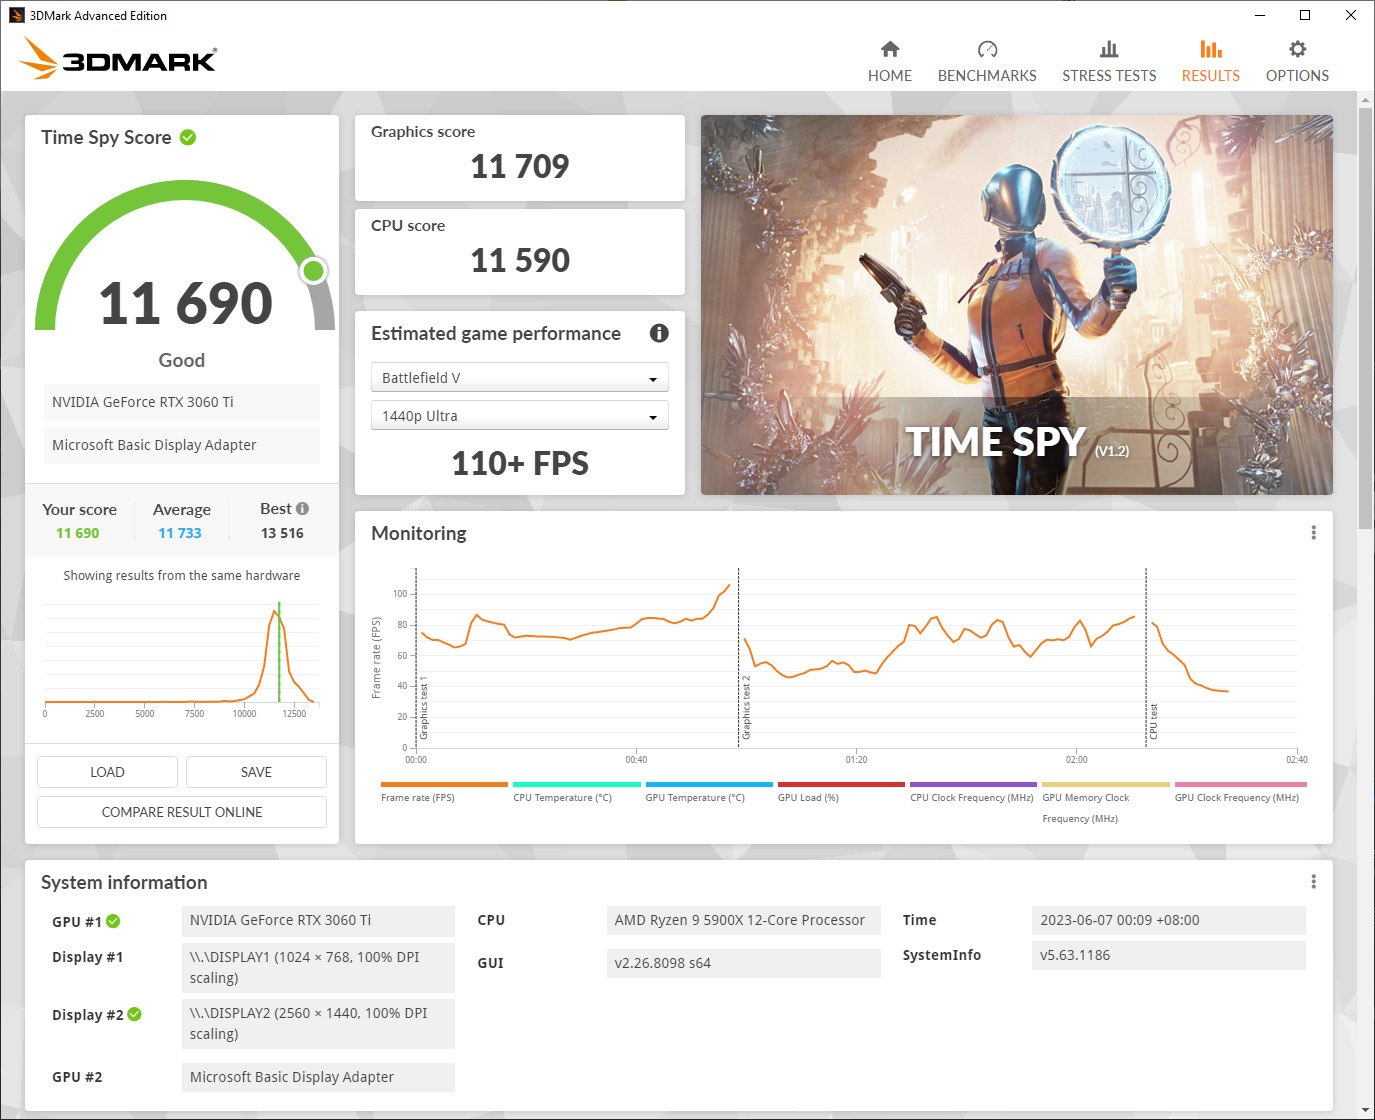 3DMark Advanced Edition
3DMARK®
HOME
BENCHMARKS
STRESS TESTS
RESULTS
OPTIONS
Time Spy Score
11 690
Good
NVIDIA GeForce RTX 3060 Ti
Microsoft Basic Display Adapter
Your score
11 690
Average
11 733
Best
13 516
Showing results from the same hardware
0 2500 5000 7500 10000 12500
LOAD
SAVE
COMPARE RESULT ONLINE
Graphics score
11 709
CPU score
11 590
Estimated game performance
Battlefield V
1440p Ultra
110+ FPS
TIME SPY (V1.2)
Monitoring
Frame rate (FPS)
100
80
60
40
20
0
Graphics test 1
Graphics test 2
CPU test
00:00 00:40 01:20 02:00 02:40
Frame rate (FPS)
CPU Temperature (°C)
GPU Temperature (°C)
GPU Load (%)
CPU Clock Frequency (MHz)
GPU Memory Clock
Frequency (MHz)
GPU Clock Frequency (MHz)
System information
GPU #1
NVIDIA GeForce RTX 3060 Ti
Display #1
\\.\DISPLAY1 (1024 × 768, 100% DPI
scaling)
Display #2
\\.\DISPLAY2 (2560 × 1440, 100% DPI
scaling)
GPU #2
Microsoft Basic Display Adapter
CPU
AMD Ryzen 9 5900X 12-Core Processor
GUI
v2.26.8098 s64
Time
2023-06-07 00:09 +08:00
SystemInfo
v5.63.1186